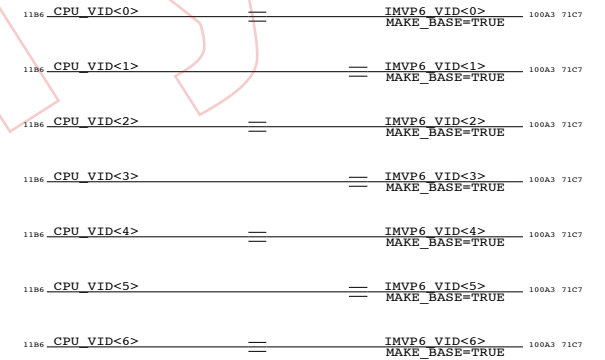 11B6 CPU_VID<0> IMVP6_VID<0> 100A3 71C7
MAKE_BASE=TRUE
11B6 CPU_VID<1> IMVP6_VID<1> 100A3 71C7
MAKE_BASE=TRUE
11B6 CPU_VID<2> IMVP6_VID<2> 100A3 71C7
MAKE_BASE=TRUE
11B6 CPU_VID<3> IMVP6_VID<3> 100A3 71C7
MAKE_BASE=TRUE
11B6 CPU_VID<4> IMVP6_VID<4> 100A3 71C7
MAKE_BASE=TRUE
11B6 CPU_VID<5> IMVP6_VID<5> 100A3 71C7
MAKE_BASE=TRUE
11B6 CPU_VID<6> IMVP6_VID<6> 100A3 71C7
MAKE_BASE=TRUE